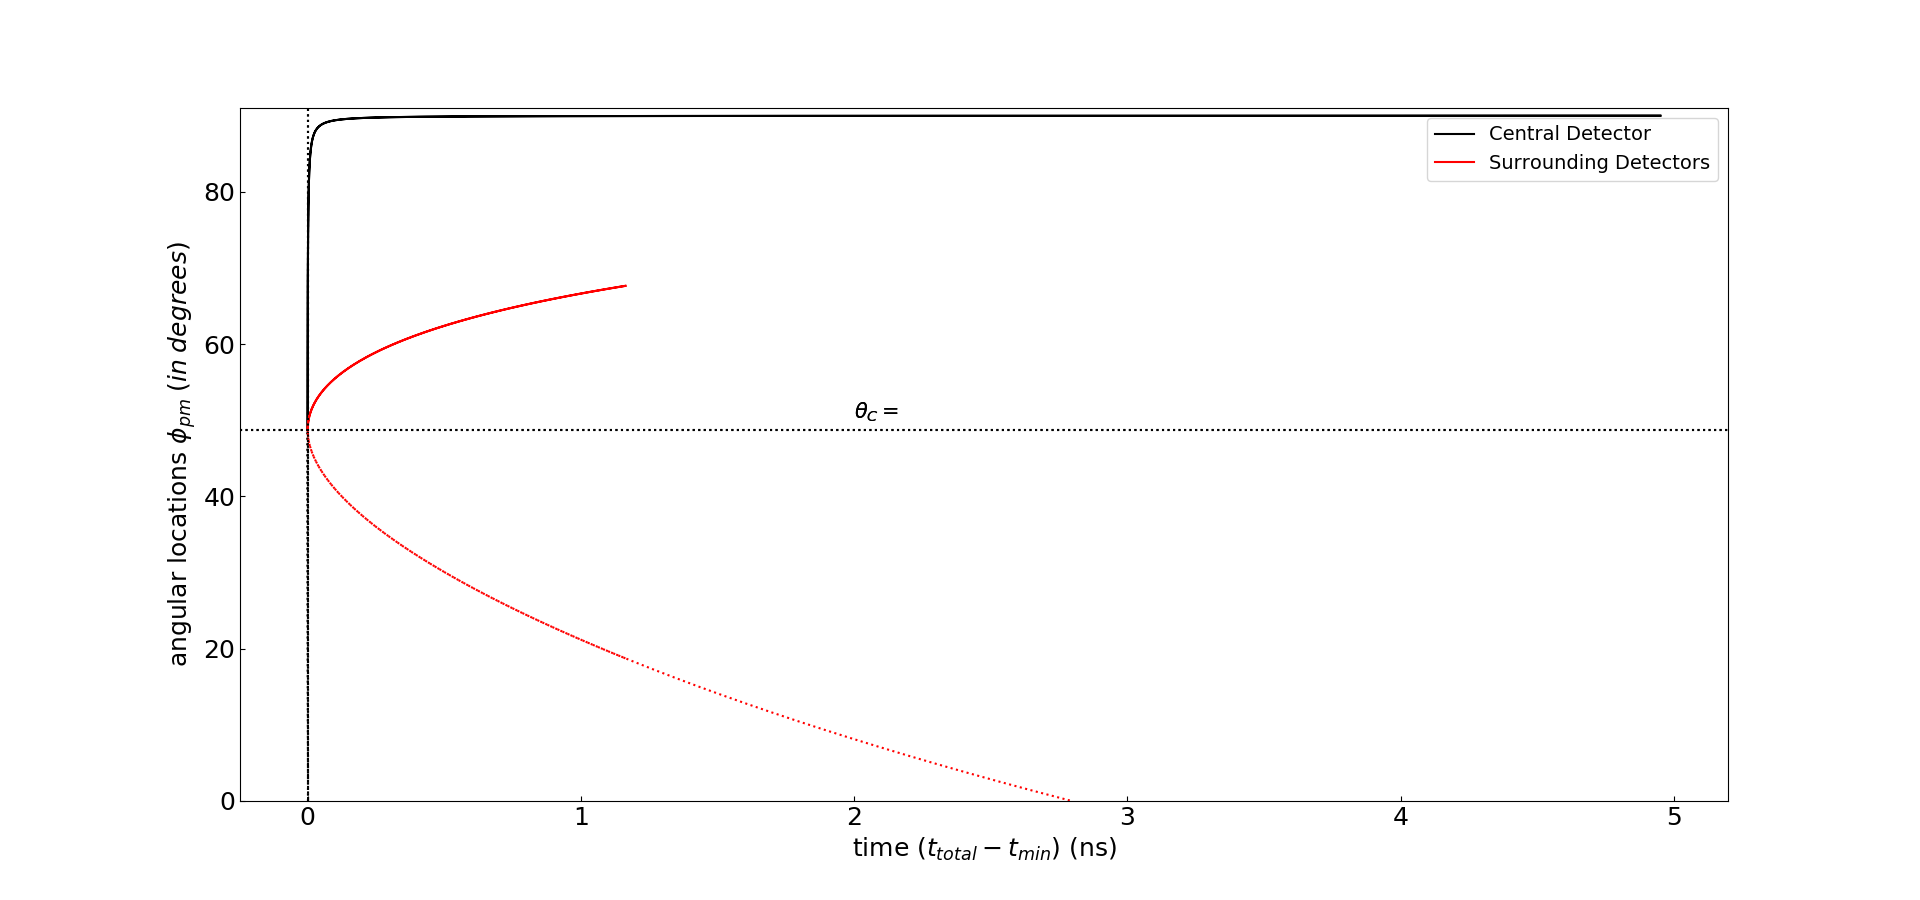 Central Detector
Surrounding Detectors
angular locations ϕ_pm (in degrees)
80
60
40
20
0
θ_C =
0 1 2 3 4 5
time (t_total − t_min) (ns)